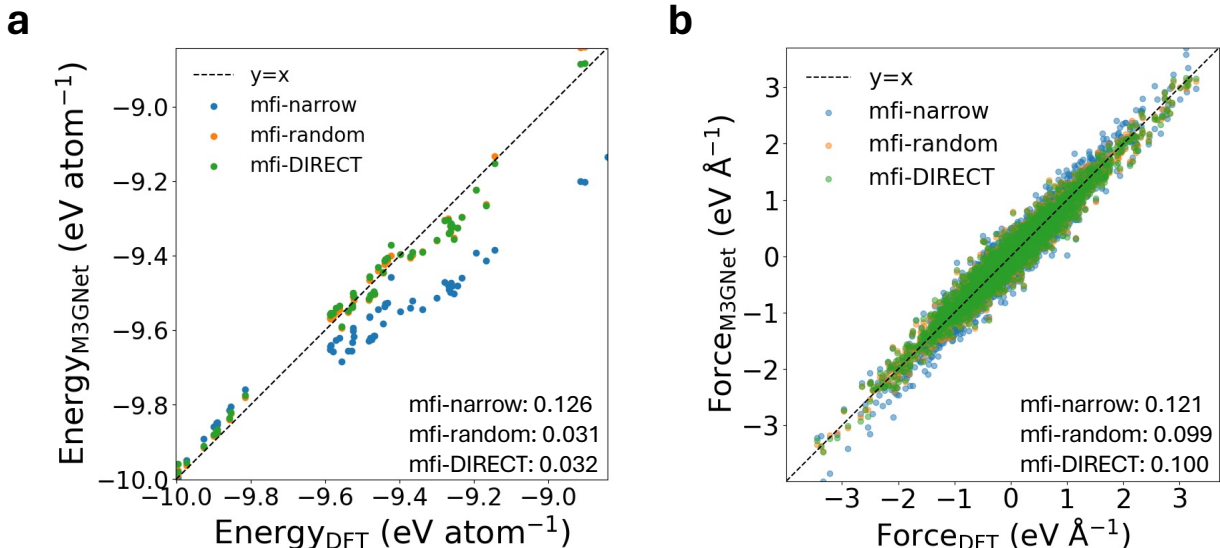 a
Energy_M3GNet (eV atom⁻¹)
−9.0
−9.2
−9.4
−9.6
−9.8
−10.0
y=x
mfi-narrow
mfi-random
mfi-DIRECT
mfi-narrow: 0.126
mfi-random: 0.031
mfi-DIRECT: 0.032
−10.0 −9.8 −9.6 −9.4 −9.2 −9.0
Energy_DFT (eV atom⁻¹)
b
Force_M3GNet (eV Å⁻¹)
3
2
1
0
−1
−2
−3
y=x
mfi-narrow
mfi-random
mfi-DIRECT
mfi-narrow: 0.121
mfi-random: 0.099
mfi-DIRECT: 0.100
−3 −2 −1 0 1 2 3
Force_DFT (eV Å⁻¹)